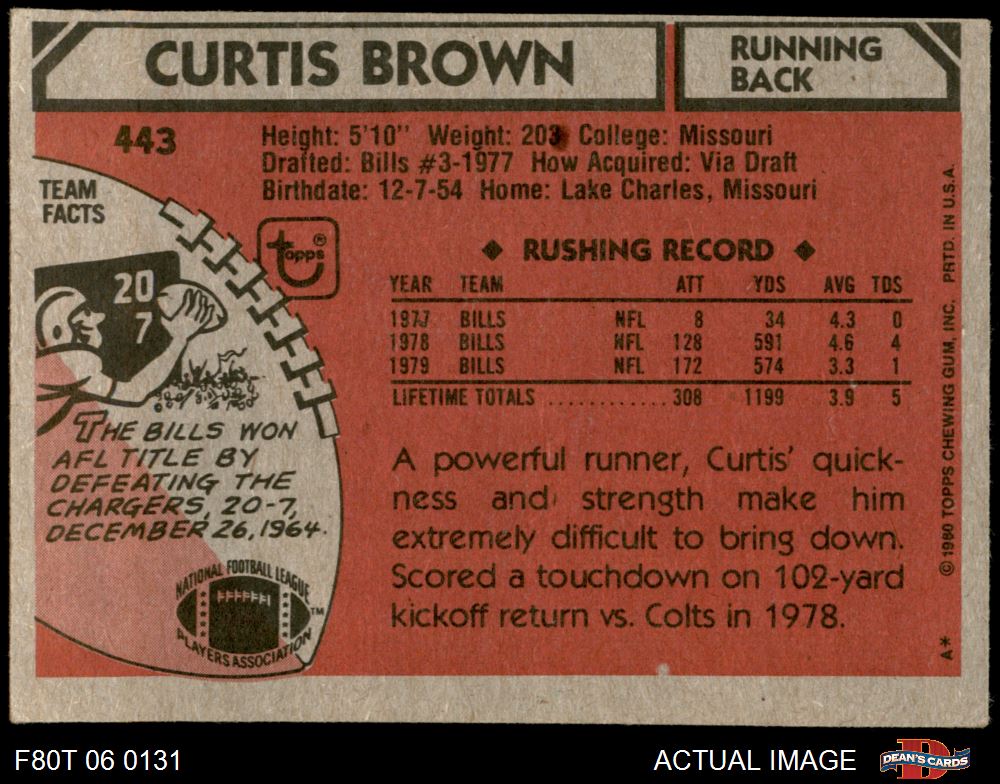 CURTIS BROWN
RUNNING
BACK
443
Height: 5'10" Weight: 203 College: Missouri
Drafted: Bills #3-1977 How Acquired: Via Draft
Birthdate: 12-7-54 Home: Lake Charles, Missouri
TEAM
FACTS
20
7
THE BILLS WON
AFL TITLE BY
DEFEATING THE
CHARGERS, 20-7,
DECEMBER 26, 1964.
NATIONAL FOOTBALL LEAGUE
PLAYERS ASSOCIATION
TM
topps®
◆ RUSHING RECORD ◆
YEAR TEAM ATT YDS AVG TDS
1977 BILLS NFL 8 34 4.3 0
1978 BILLS NFL 128 591 4.6 4
1979 BILLS NFL 172 574 3.3 1
LIFETIME TOTALS ............ 308 1199 3.9 5
A powerful runner, Curtis' quick-
ness and strength make him
extremely difficult to bring down.
Scored a touchdown on 102-yard
kickoff return vs. Colts in 1978.
A* © 1980 TOPPS CHEWING GUM, INC. PRTD. IN U.S.A.
F80T 06 0131
ACTUAL IMAGE
DEAN'S CARDS